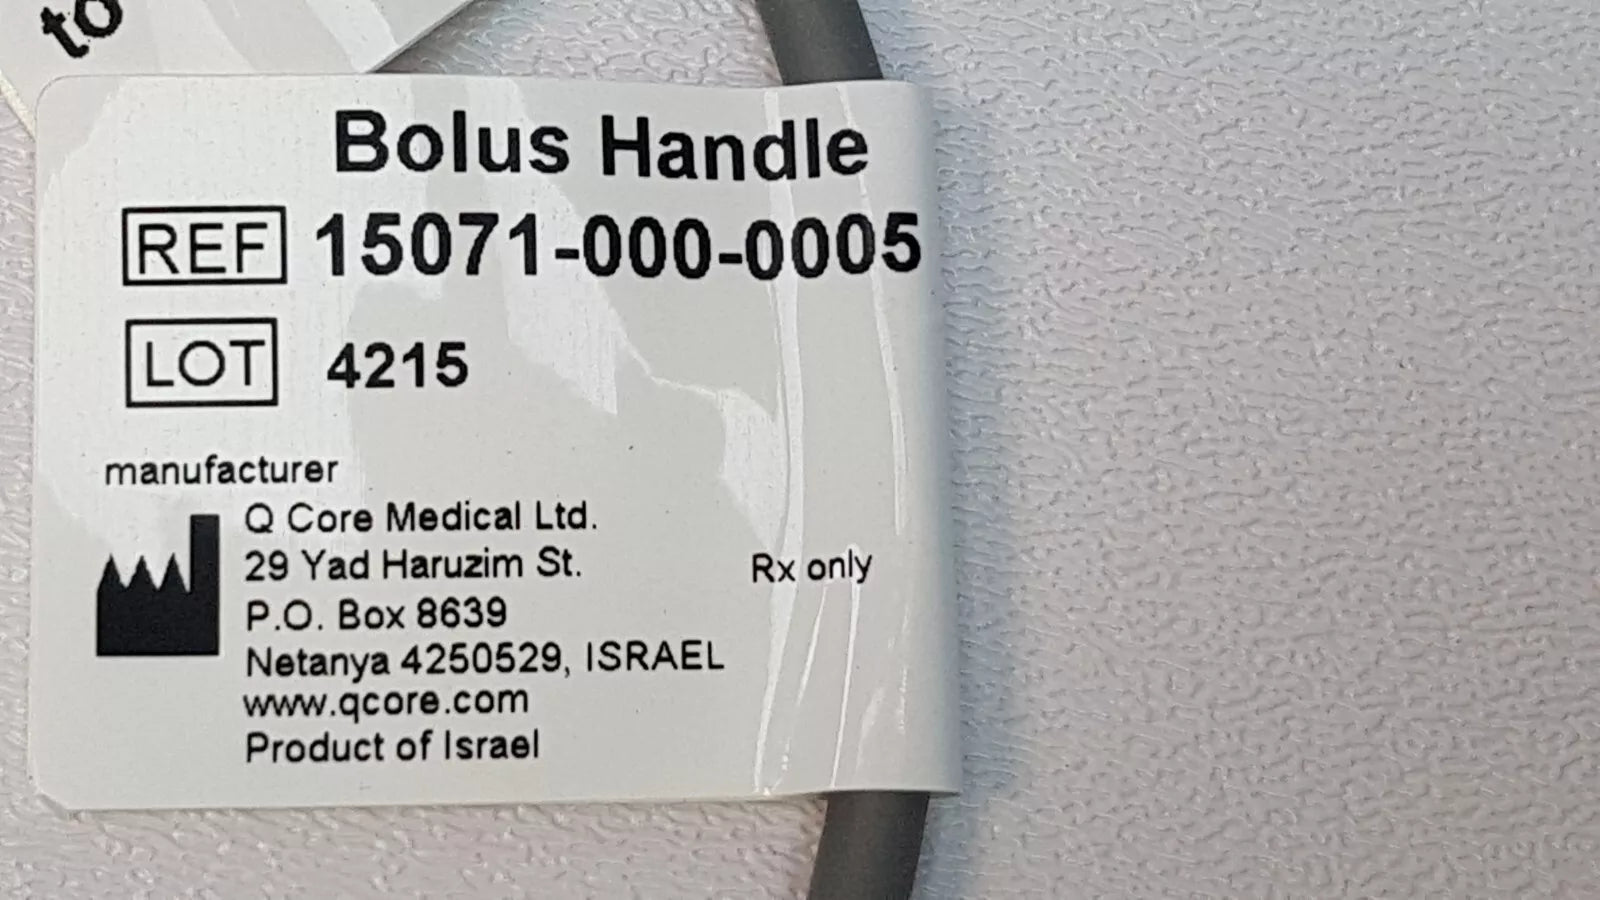 to
Bolus Handle
REF 15071-000-0005
LOT 4215
manufacturer
Q Core Medical Ltd.
29 Yad Haruzim St.
Rx only
P.O. Box 8639
Netanya 4250529, ISRAEL
www.qcore.com
Product of Israel